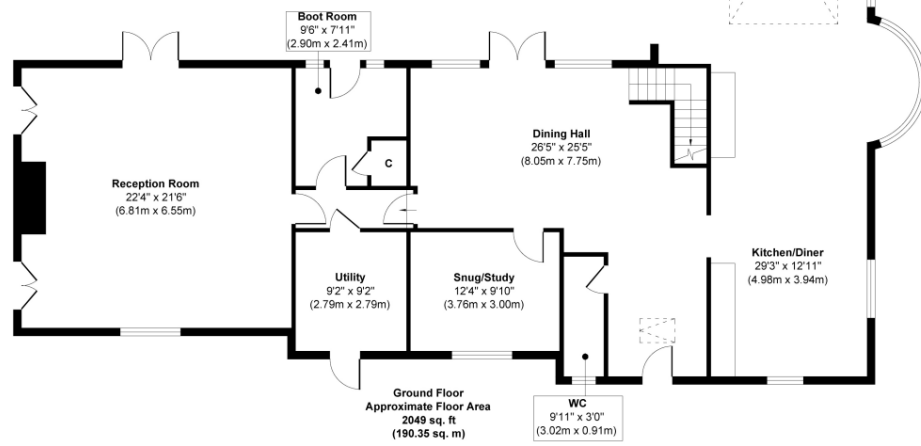 Boot Room
9'6" x 7'11"
(2.90m x 2.41m)
Dining Hall
26'5" x 25'5"
(8.05m x 7.75m)
C
Reception Room
22'4" x 21'6"
(6.81m x 6.55m)
Kitchen/Diner
29'3" x 12'11"
(4.98m x 3.94m)
Utility
9'2" x 9'2"
(2.79m x 2.79m)
Snug/Study
12'4" x 9'10"
(3.76m x 3.00m)
Ground Floor
Approximate Floor Area
2049 sq. ft
(190.35 sq. m)
WC
9'11" x 3'0"
(3.02m x 0.91m)